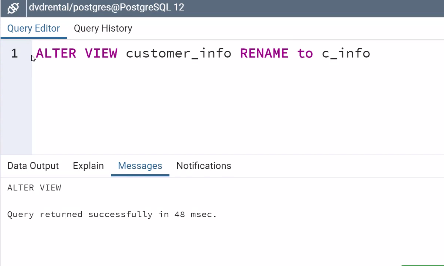 dvdrental/postgres@PostgreSQL 12
Query Editor Query History
1 ALTER VIEW customer_info RENAME to c_info
Data Output Explain Messages Notifications
ALTER VIEW
Query returned successfully in 48 msec.